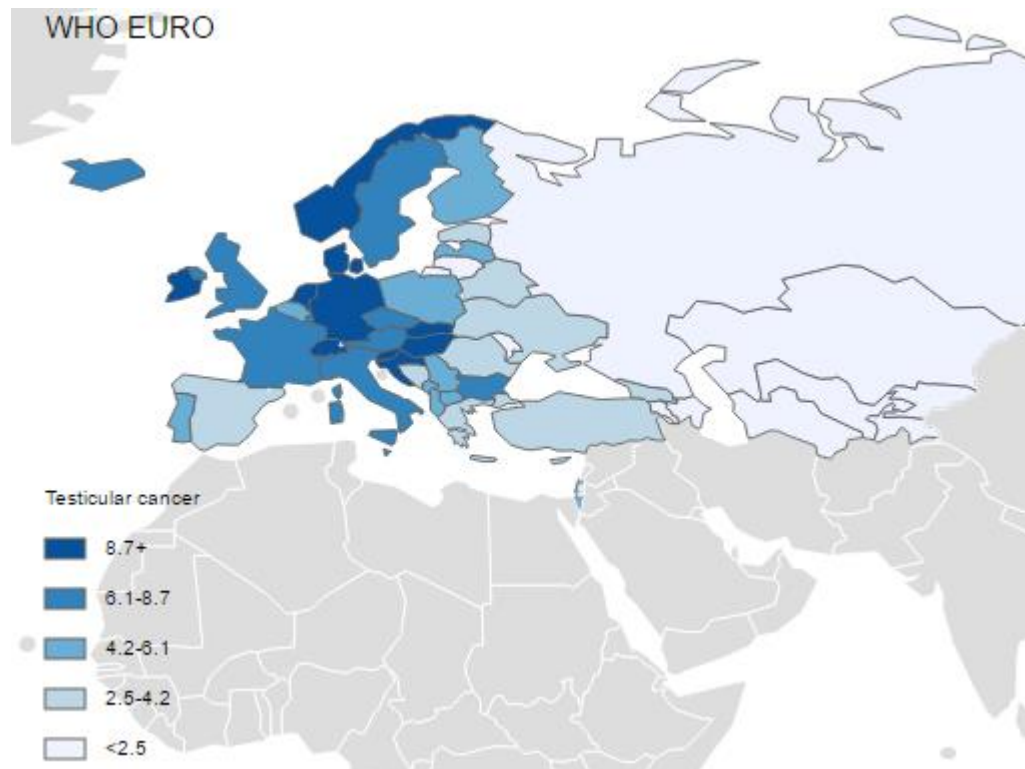 WHO EURO
Testicular cancer
8.7+
6.1-8.7
4.2-6.1
2.5-4.2
<2.5